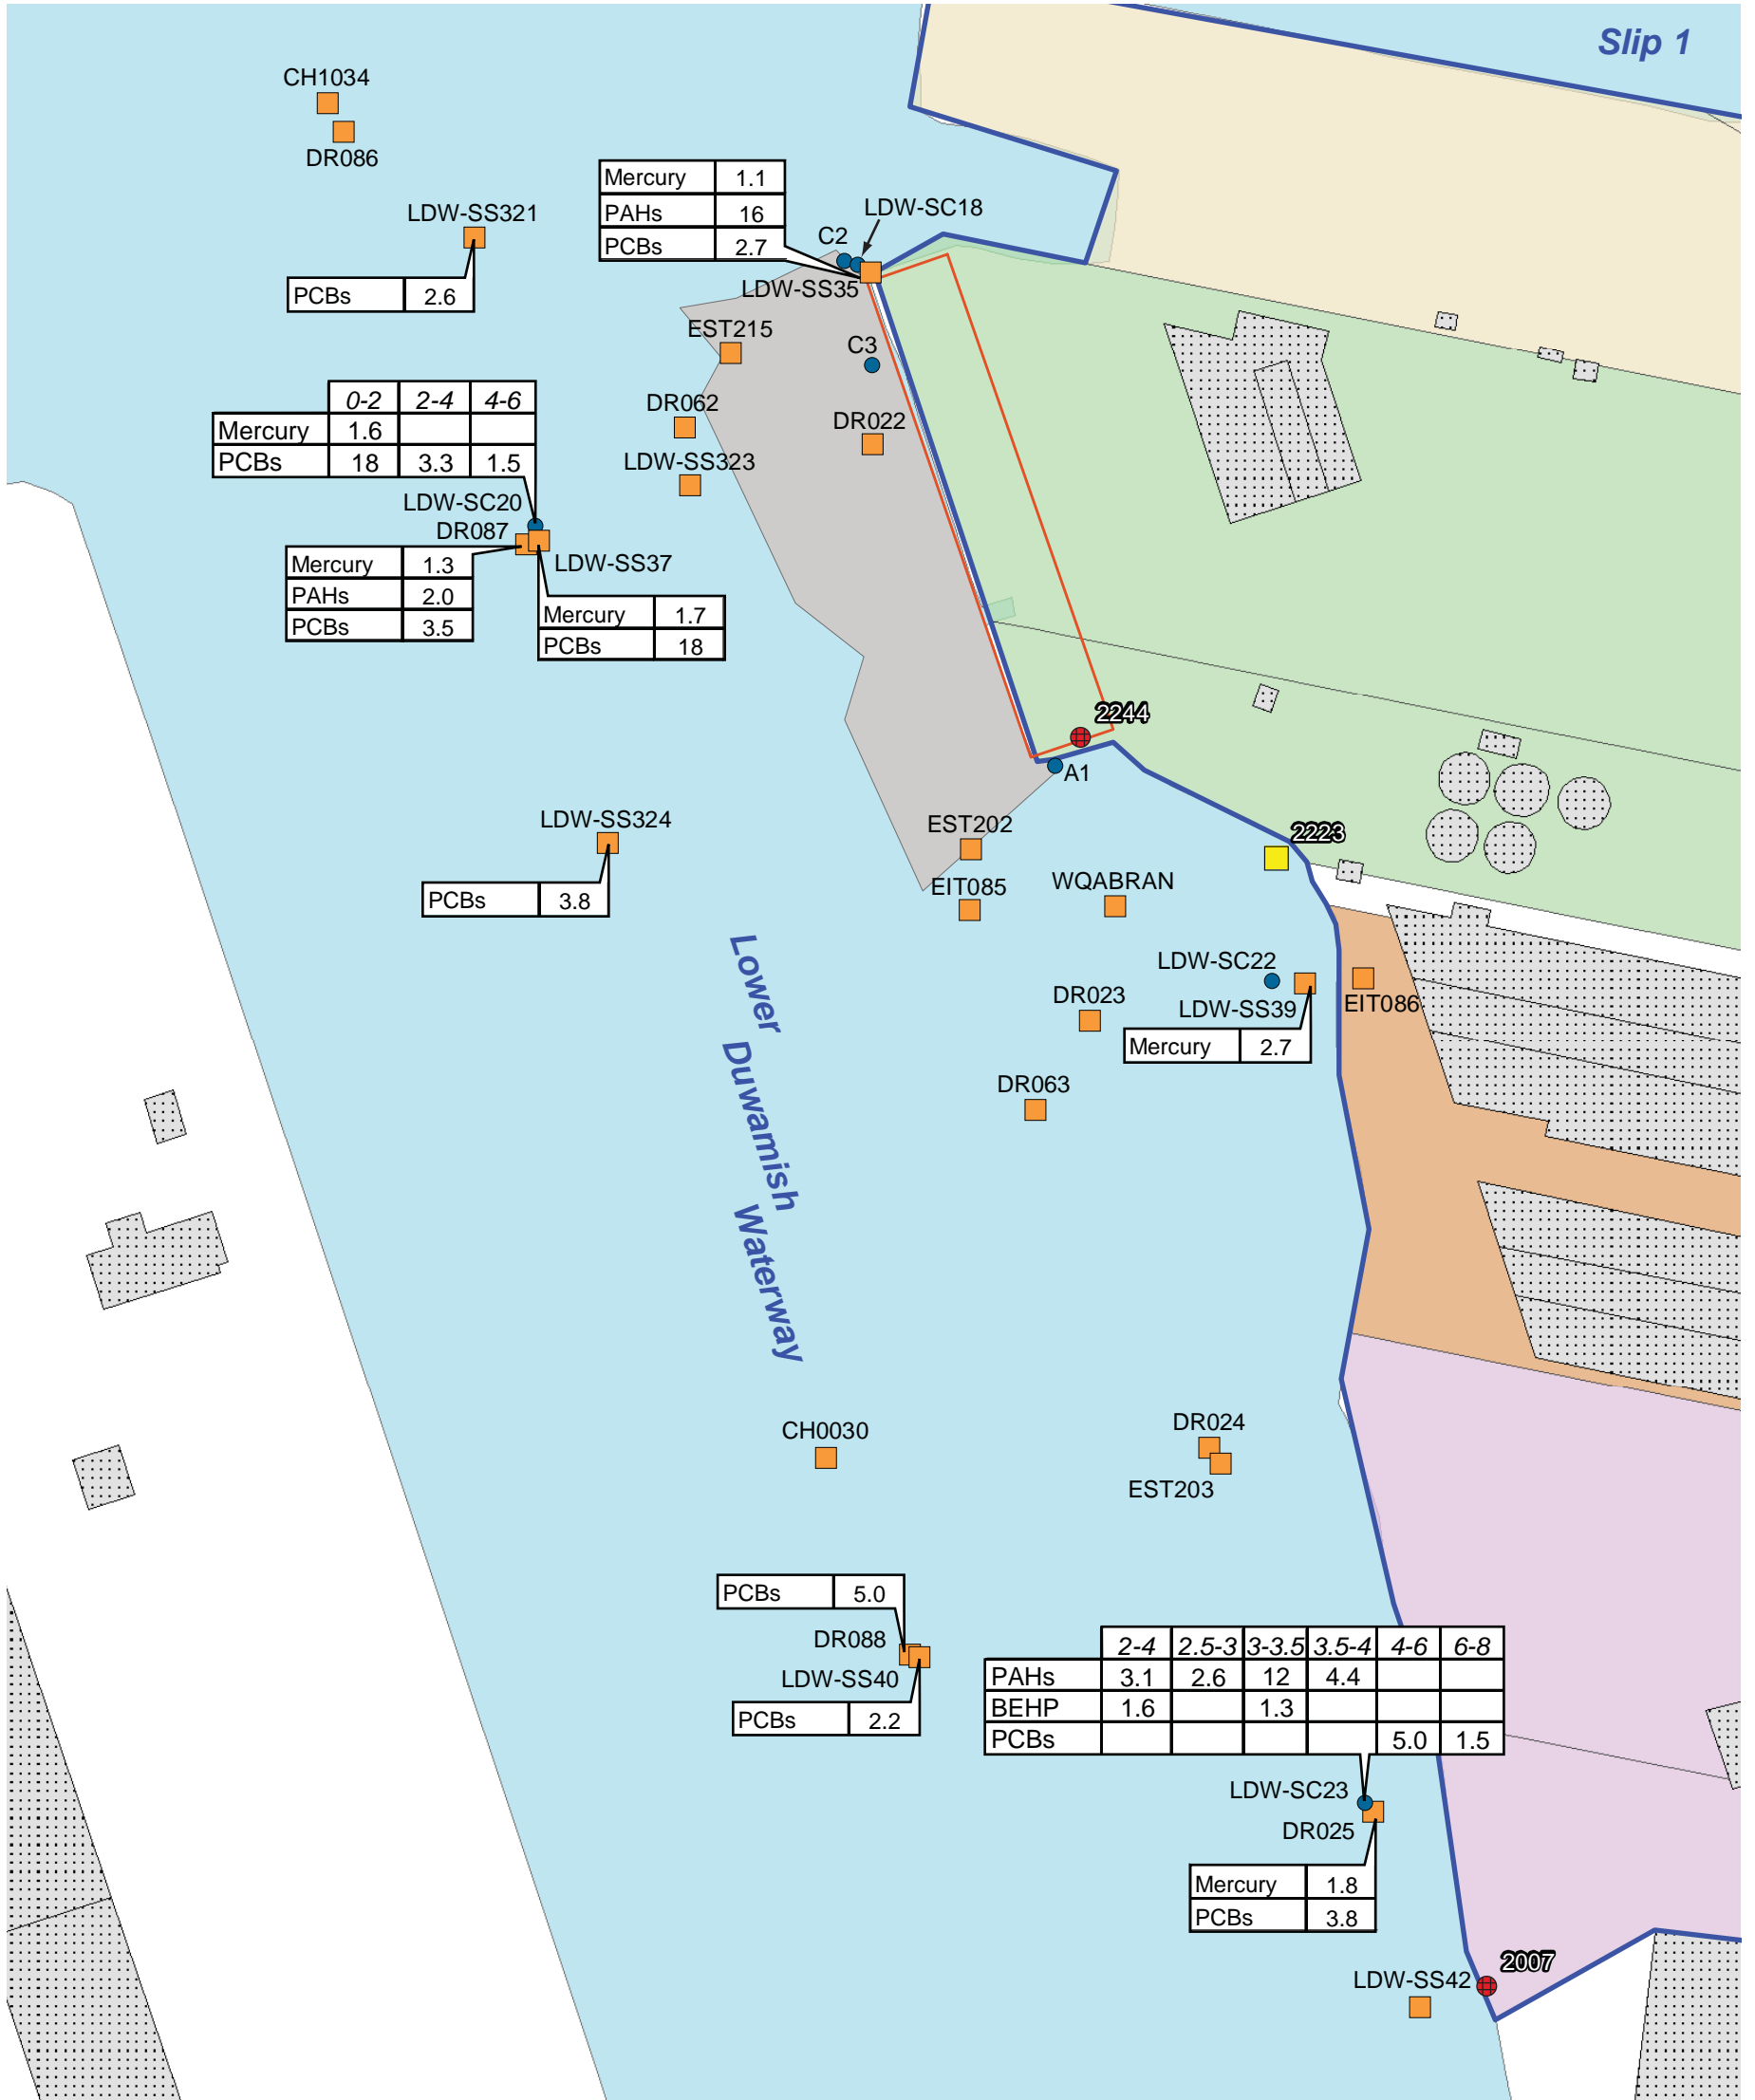 Slip 1
CH1034
DR086
LDW-SS321
PCBs 2.6
Mercury 1.1
PAHs 16
PCBs 2.7
LDW-SC18
C2
LDW-SS35
EST215
C3
DR062
DR022
LDW-SS323
0-2 2-4 4-6
Mercury 1.6
PCBs 18 3.3 1.5
LDW-SC20
DR087
LDW-SS37
Mercury 1.3
PAHs 2.0
PCBs 3.5
Mercury 1.7
PCBs 18
2244
A1
LDW-SS324
PCBs 3.8
EST202
2223
EIT085
WQABRAN
LDW-SC22
EIT086
DR023
LDW-SS39
Mercury 2.7
DR063
Lower
Duwamish
Waterway
CH0030
DR024
EST203
PCBs 5.0
DR088
LDW-SS40
PCBs 2.2
2-4 2.5-3 3-3.5 3.5-4 4-6 6-8
PAHs 3.1 2.6 12 4.4
BEHP 1.6 1.3
PCBs 5.0 1.5
LDW-SC23
DR025
Mercury 1.8
PCBs 3.8
2007
LDW-SS42